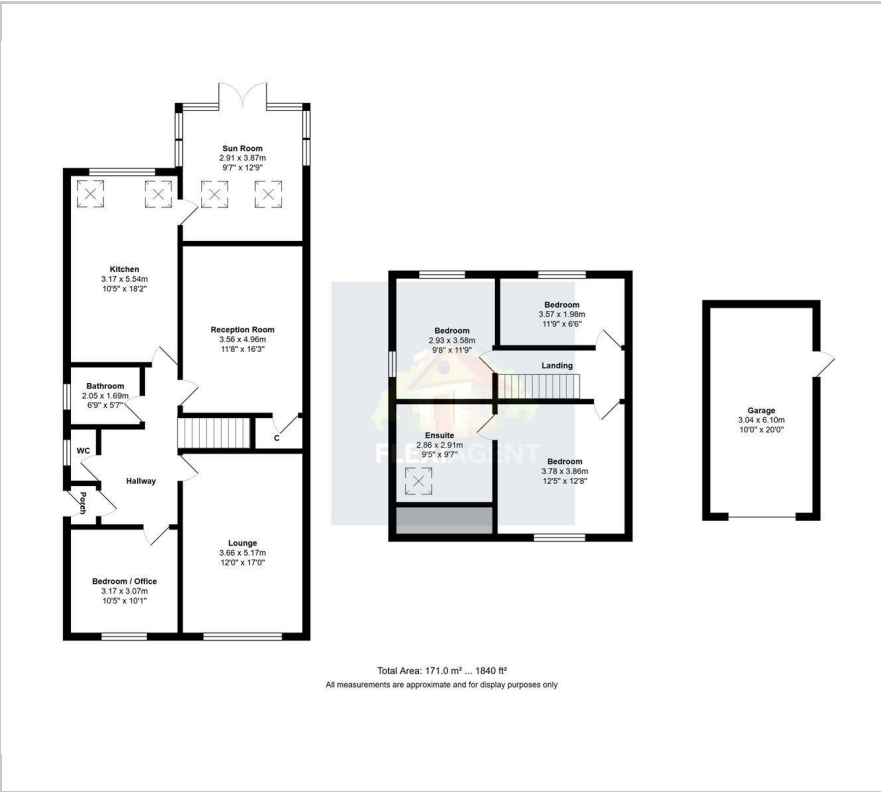 Sun Room
2.91 x 3.87m
9'7" x 12'9"
Kitchen
3.17 x 5.54m
10'5" x 18'2"
Reception Room
3.56 x 4.96m
11'8" x 16'3"
Bathroom
2.05 x 1.69m
6'9" x 5'7"
WC
C
Hallway
Porch
Lounge
3.66 x 5.17m
12'0" x 17'0"
Bedroom / Office
3.17 x 3.07m
10'5" x 10'1"
Bedroom
2.93 x 3.58m
9'8" x 11'9"
Bedroom
3.57 x 1.98m
11'9" x 6'6"
Landing
Ensuite
2.86 x 2.91m
9'5" x 9'7"
Bedroom
3.78 x 3.86m
12'5" x 12'8"
FLEXIAGENT
Garage
3.04 x 6.10m
10'0" x 20'0"
Total Area: 171.0 m² ... 1840 ft²
All measurements are approximate and for display purposes only